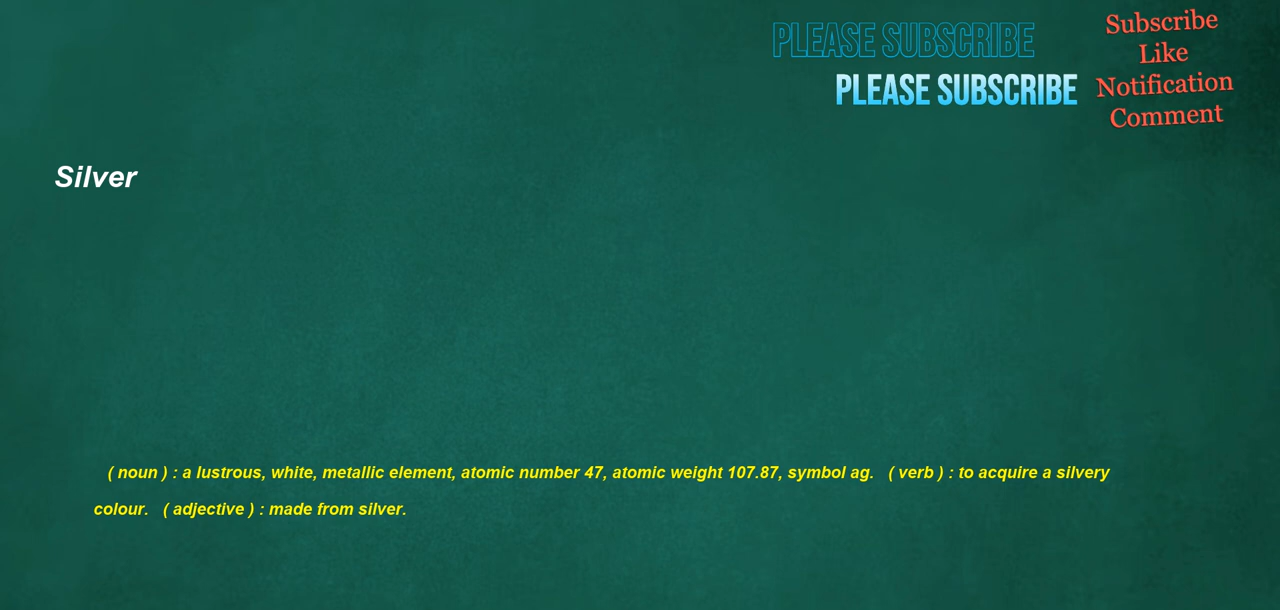 PLEASE SUBSCRIBE
PLEASE SUBSCRIBE
Subscribe
Like
Notification
Comment
Silver
( noun ) : a lustrous, white, metallic element, atomic number 47, atomic weight 107.87, symbol ag.   ( verb ) : to acquire a silvery
colour.   ( adjective ) : made from silver.